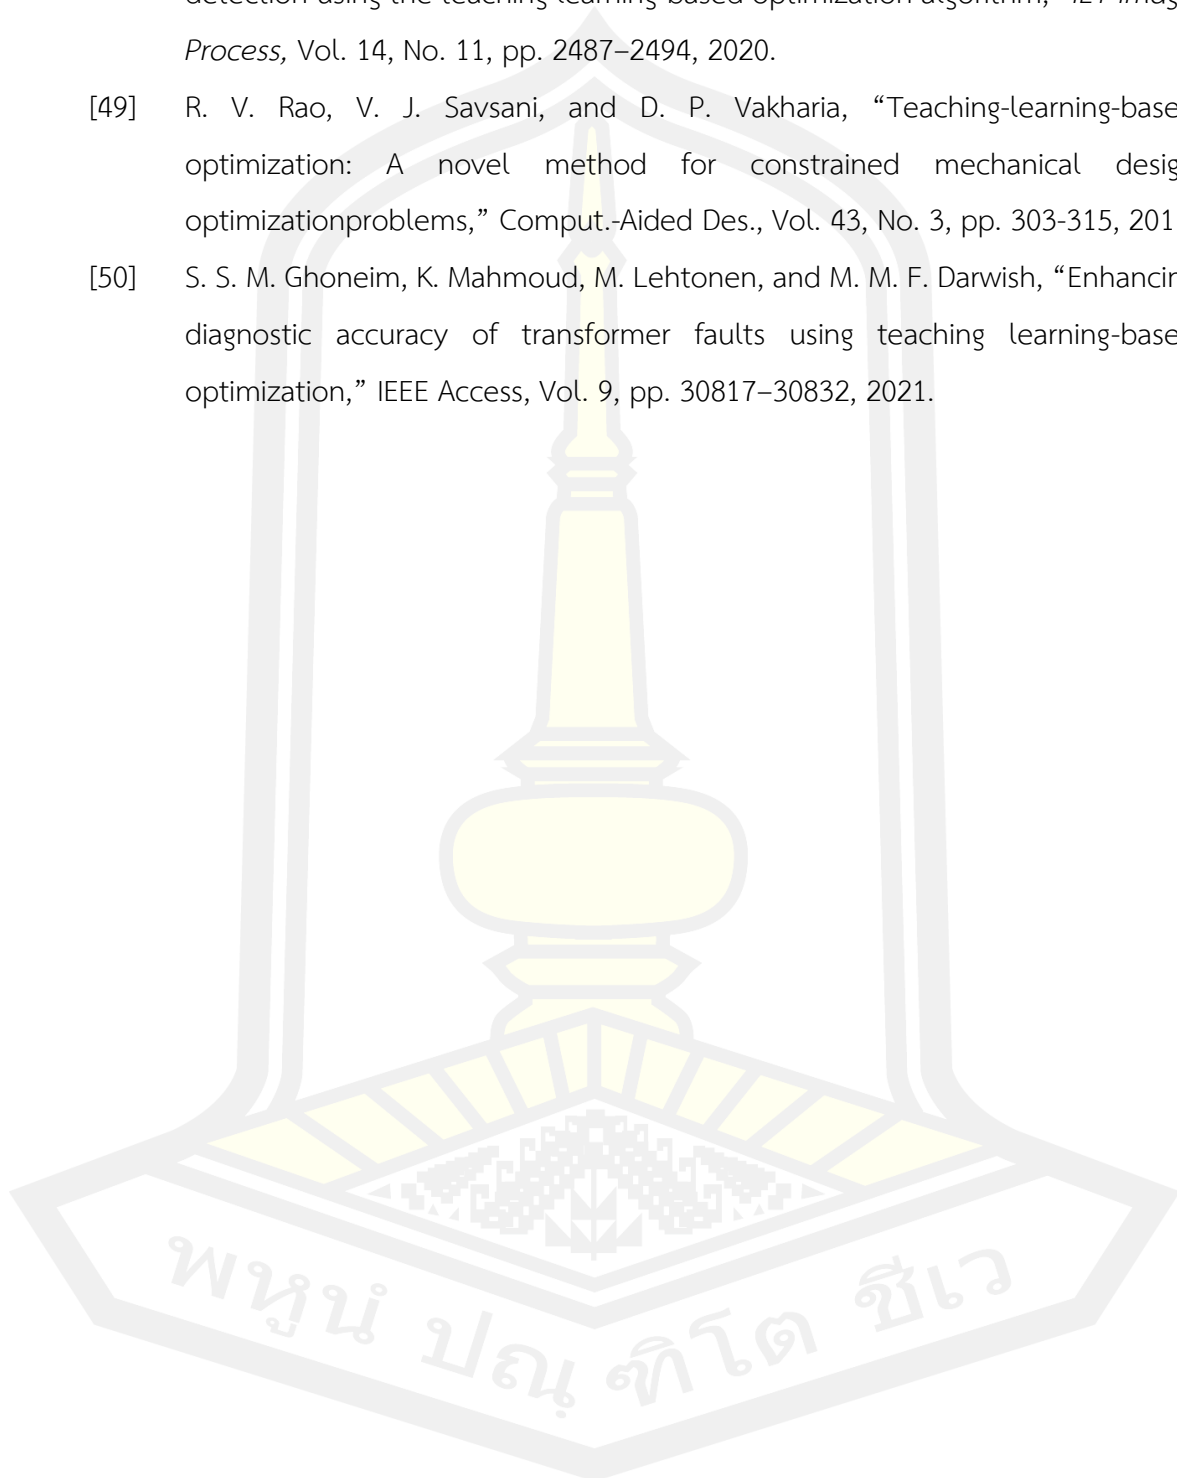 detection using the teaching learning-based optimization algorithm,"
Process, Vol. 14, No. 11, pp. 2487–2494, 2020.
[49] R. V. Rao, V. J. Savsani, and D. P. Vakharia, “Teaching-learning-base
optimization: A novel method for constrained mechanical desig
optimizationproblems,” Comput.-Aided Des., Vol. 43, No. 3, pp. 303-315, 201
[50] S. S. M. Ghoneim, K. Mahmoud, M. Lehtonen, and M. M. F. Darwish, “Enhancin
diagnostic accuracy of transformer faults using teaching learning-base
optimization,” IEEE Access, Vol. 9, pp. 30817–30832, 2021.
พหูนํ ปณฺฑิโต ชีเว